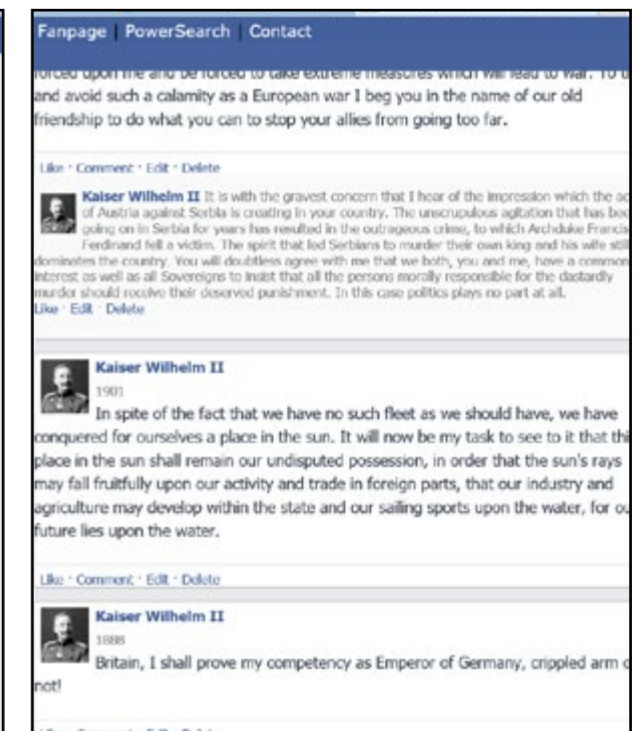 Fanpage | PowerSearch | Contact
forced upon me and be forced to take extreme measures which will lead to war. To
and avoid such a calamity as a European war I beg you in the name of our old
friendship to do what you can to stop your allies from going too far.
Like · Comment · Edit · Delete
Kaiser Wilhelm II It is with the gravest concern that I hear of the impression which the
of Austria against Serbia is creating in your country. The unscrupulous agitation that has
going on in Serbia for years has resulted in the outrageous crime, to which Archduke Francis
Ferdinand fell a victim. The spirit that led Serbians to murder their own king and his wife still
dominates the country. You will doubtless agree with me that we both, you and me, have a common
interest as well as all Sovereigns to insist that all the persons morally responsible for the dastardly
murder should receive their deserved punishment. In this case politics plays no part at all.
Like · Edit · Delete
Kaiser Wilhelm II
1901
In spite of the fact that we have no such fleet as we should have, we have
conquered for ourselves a place in the sun. It will now be my task to see to it that
place in the sun shall remain our undisputed possession, in order that the sun's rays
may fall fruitfully upon our activity and trade in foreign parts, that our industry and
agriculture may develop within the state and our sailing sports upon the water, for
future lies upon the water.
Like · Comment · Edit · Delete
Kaiser Wilhelm II
1888
Britain, I shall prove my competency as Emperor of Germany, crippled arm
not!